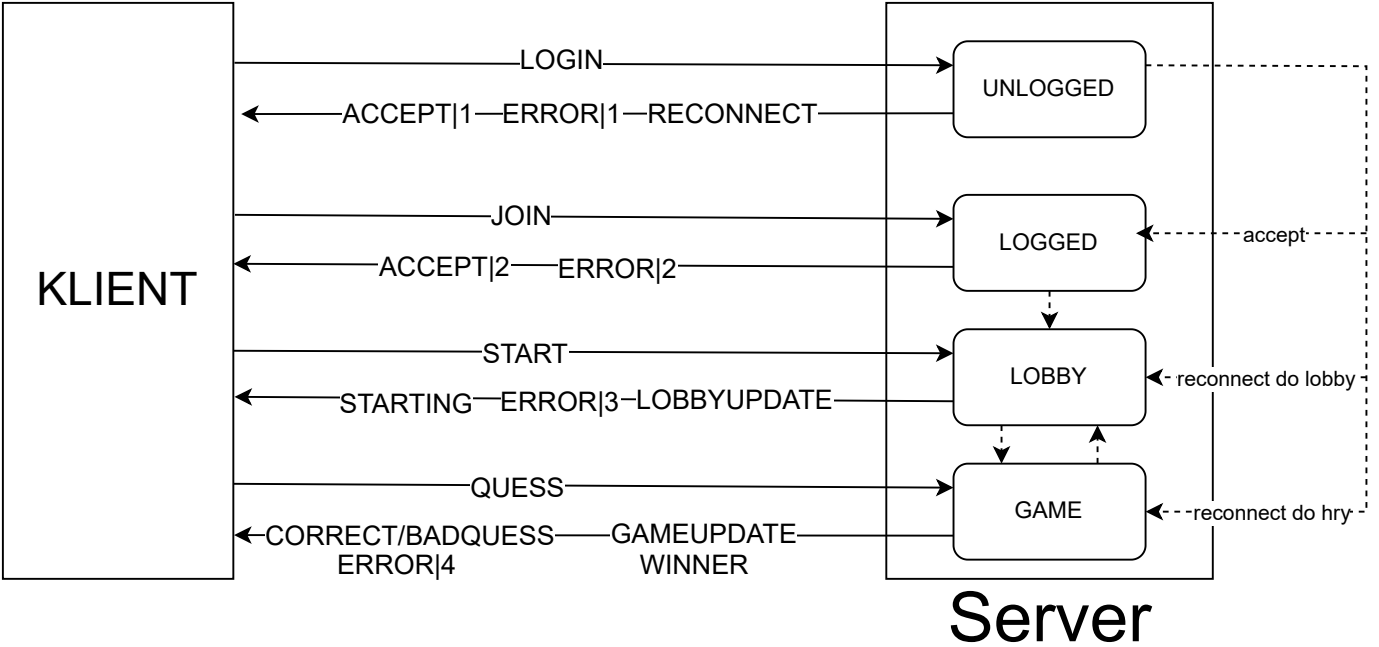 LOGIN
UNLOGGED
ACCEPT|1
ERROR|1
RECONNECT
JOIN
LOGGED
accept
ACCEPT|2
ERROR|2
KLIENT
START
LOBBY
reconnect do lobby
STARTING
ERROR|3
LOBBYUPDATE
QUESS
GAME
reconnect do hry
CORRECT/BADQUESS
ERROR|4
GAMEUPDATE
WINNER
Server